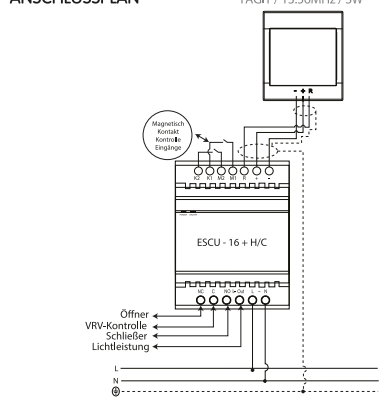 ANSCHLUSSPLAN
TAGIT / 13.56MHz / 3W
- + R
Magnetisch
Kontakt
Kontrolle
Eingänge
K2 K1 M2 M1 R + -
ESCU - 16 + H/C
NC C NO L- Out L ~ N
Öffner
VRV-Kontrolle
Schließer
Lichtleistung
L
N